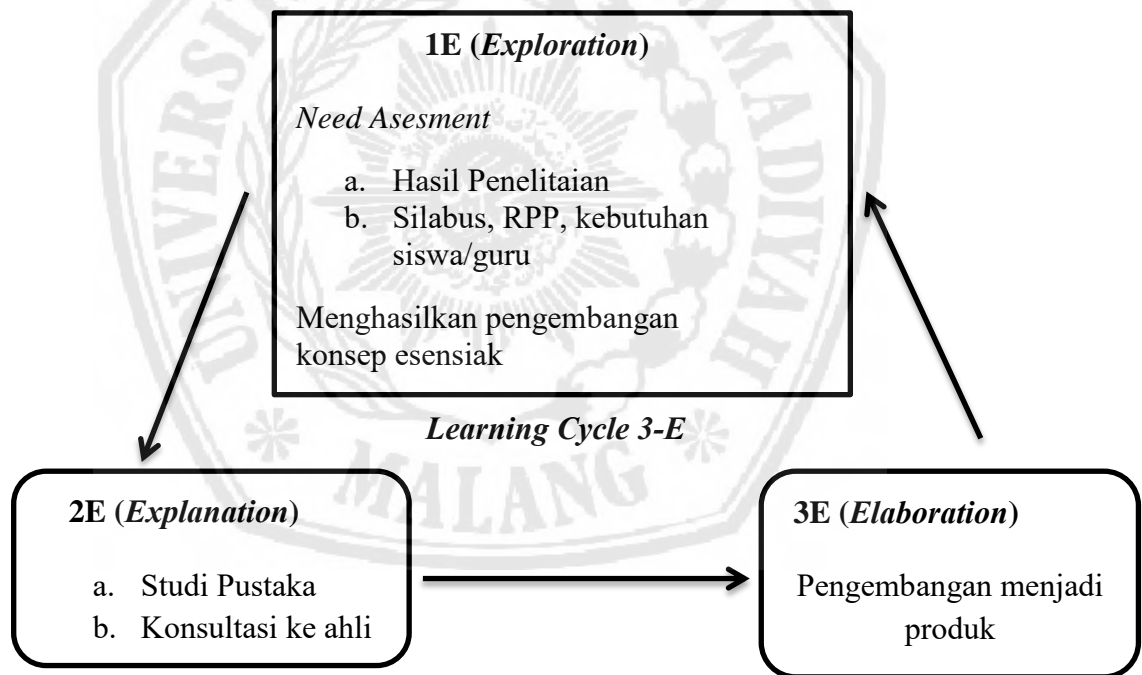 1E (Exploration)
Need Asesment
a. Hasil Penelitaian
b. Silabus, RPP, kebutuhan
siswa/guru
Menghasilkan pengembangan
konsep esensiak
Learning Cycle 3-E
2E (Explanation)
a. Studi Pustaka
b. Konsultasi ke ahli
3E (Elaboration)
Pengembangan menjadi
produk
MALANG